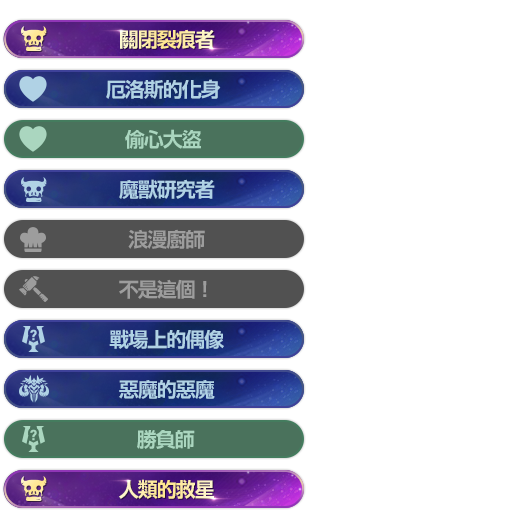 關閉裂痕者
厄洛斯的化身
偷心大盜
魔獸研究者
浪漫廚師
不是這個！
戰場上的偶像
惡魔的惡魔
勝負師
人類的救星